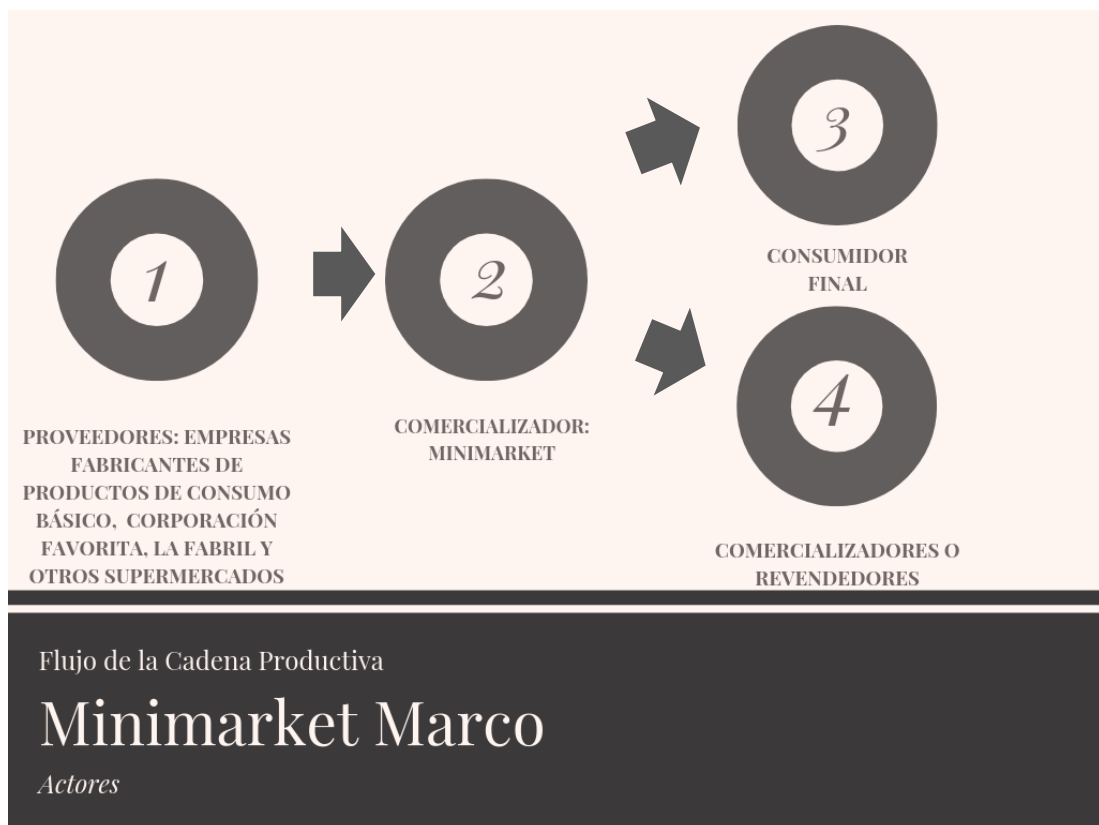 1
PROVEEDORES: EMPRESAS
FABRICANTES DE
PRODUCTOS DE CONSUMO
BÁSICO,  CORPORACIÓN
FAVORITA, LA FABRIL Y
OTROS SUPERMERCADOS
2
COMERCIALIZADOR:
MINIMARKET
3
CONSUMIDOR
FINAL
4
COMERCIALIZADORES O
REVENDEDORES
Flujo de la Cadena Productiva
Minimarket Marco
Actores